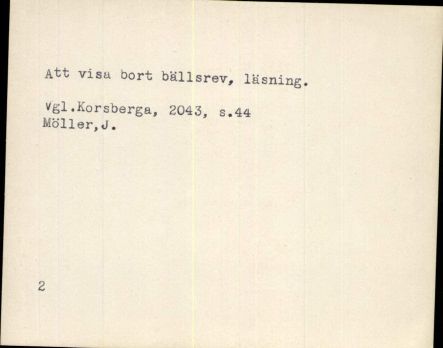 Att visa bort bällsrev, läsning.
Vgl.Korsberga, 2043, s.44
Möller,J.
2